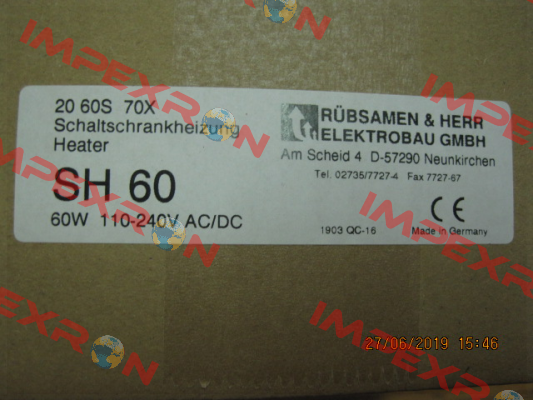 20 60S 70X
Schaltschrankheizung
Heater
SH 60
60W 110-240V AC/DC
RÜBSAMEN & HERR
ELEKTROBAU GMBH
Am Scheid 4 D-57290 Neunkirchen
Tel. 02735/7727-4 Fax 7727-67
CE
1903 QC-16 Made in Germany
27/06/2019 15:46
IMPEXRON
IMPEXRON
IMPEXRON
IMPEXRON
IMPEXRON